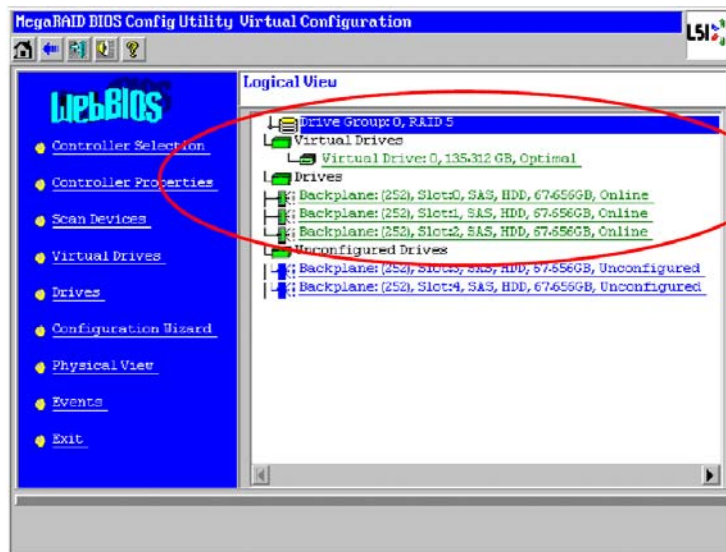 MegaRAID BIOS Config Utility Virtual Configuration
LSI
WebBIOS
Controller Selection
Controller Properties
Scan Devices
Virtual Drives
Drives
Configuration Wizard
Physical View
Events
Exit
Logical View
Drive Group: 0, RAID 5
Virtual Drives
Virtual Drive: 0, 135.312 GB, Optimal
Drives
Backplane: (252), Slot:0, SAS, HDD, 67.656GB, Online
Backplane: (252), Slot:1, SAS, HDD, 67.656GB, Online
Backplane: (252), Slot:2, SAS, HDD, 67.656GB, Online
Unconfigured Drives
Backplane: (252), Slot:3, SAS, HDD, 67.656GB, Unconfigured
Backplane: (252), Slot:4, SAS, HDD, 67.656GB, Unconfigured